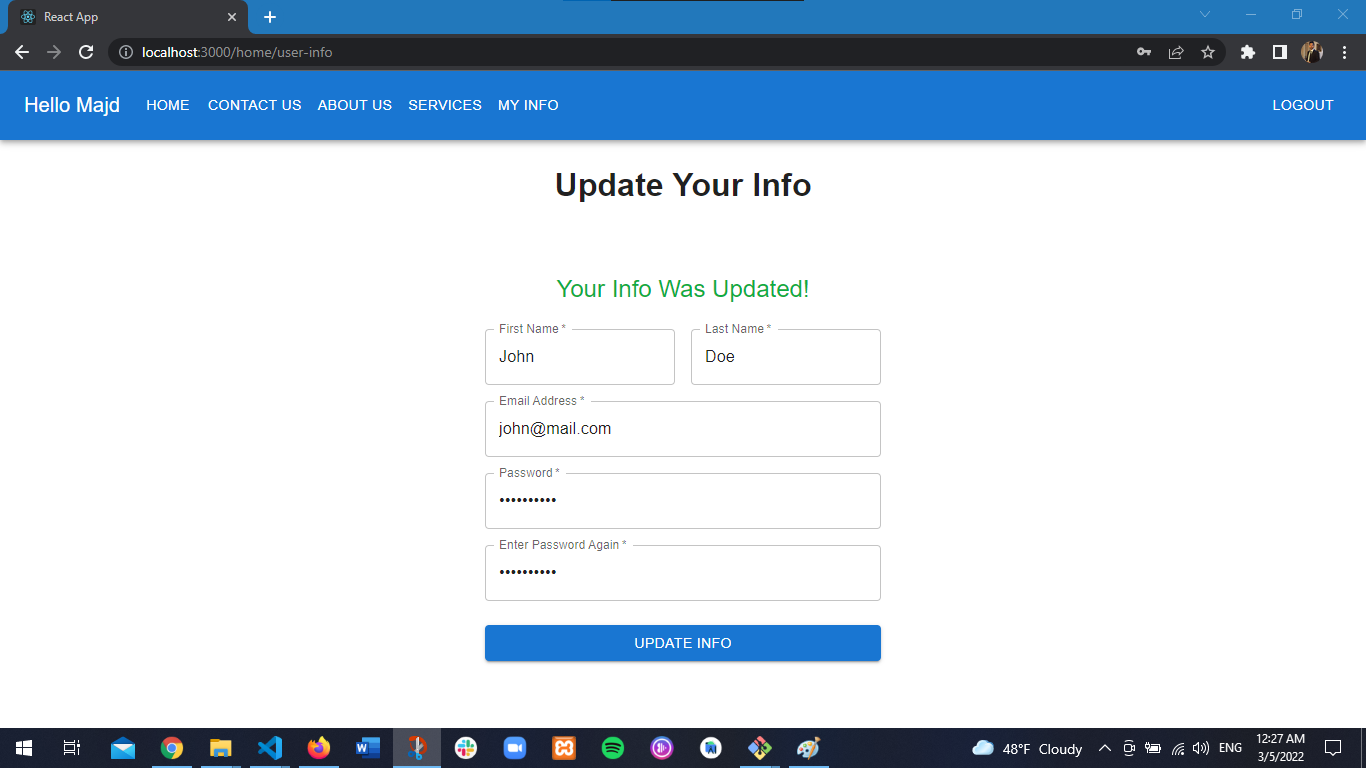 React App
localhost:3000/home/user-info
Hello Majd HOME CONTACT US ABOUT US SERVICES MY INFO LOGOUT
Update Your Info
Your Info Was Updated!
First Name * Last Name *
John Doe
Email Address *
john@mail.com
Password *
••••••••••
Enter Password Again *
••••••••••
UPDATE INFO
48°F Cloudy ENG 12:27 AM
3/5/2022